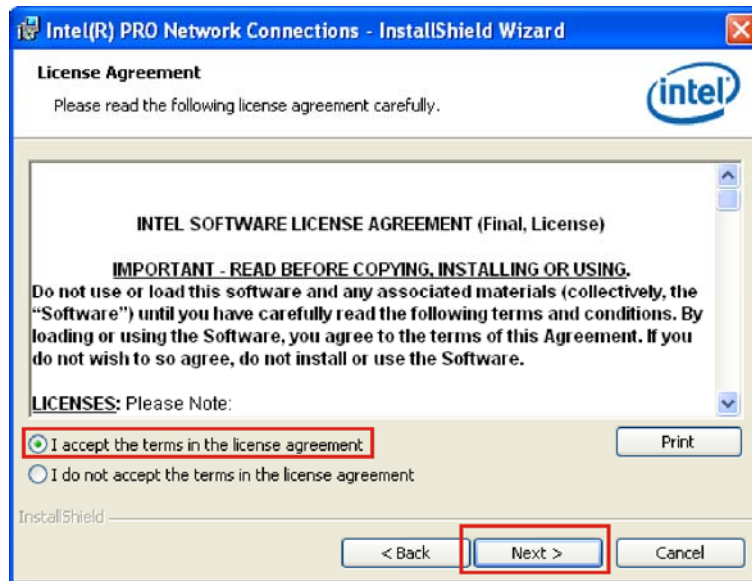 Intel(R) PRO Network Connections - InstallShield Wizard
License Agreement
Please read the following license agreement carefully.
intel
INTEL SOFTWARE LICENSE AGREEMENT (Final, License)
IMPORTANT - READ BEFORE COPYING, INSTALLING OR USING.
Do not use or load this software and any associated materials (collectively, the
“Software”) until you have carefully read the following terms and conditions. By
loading or using the Software, you agree to the terms of this Agreement. If you
do not wish to so agree, do not install or use the Software.
LICENSES: Please Note:
I accept the terms in the license agreement
Print
I do not accept the terms in the license agreement
InstallShield
< Back
Next >
Cancel